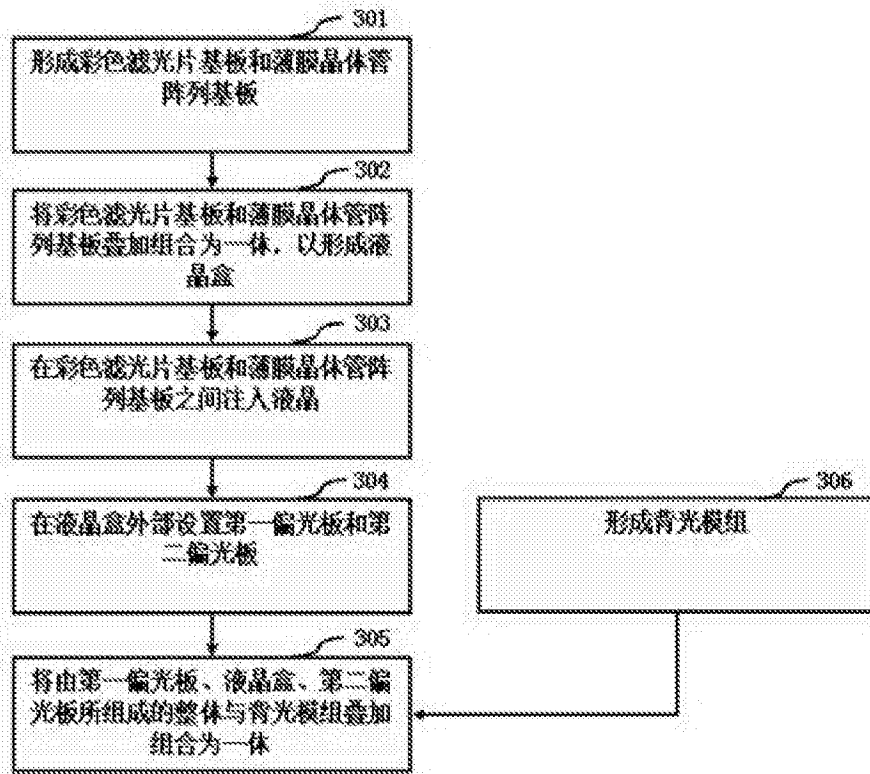 301
形成彩色滤光片基板和薄膜晶体管
阵列基板
302
将彩色滤光片基板和薄膜晶体管阵
列基板叠加组合为一体，以形成液
晶盒
303
在彩色滤光片基板和薄膜晶体管阵
列基板之间注入液晶
304
在液晶盒外部设置第一偏光板和第
二偏光板
306
形成背光模组
305
将由第一偏光板、液晶盒、第二偏
光板所组成的整体与背光模组叠加
组合为一体